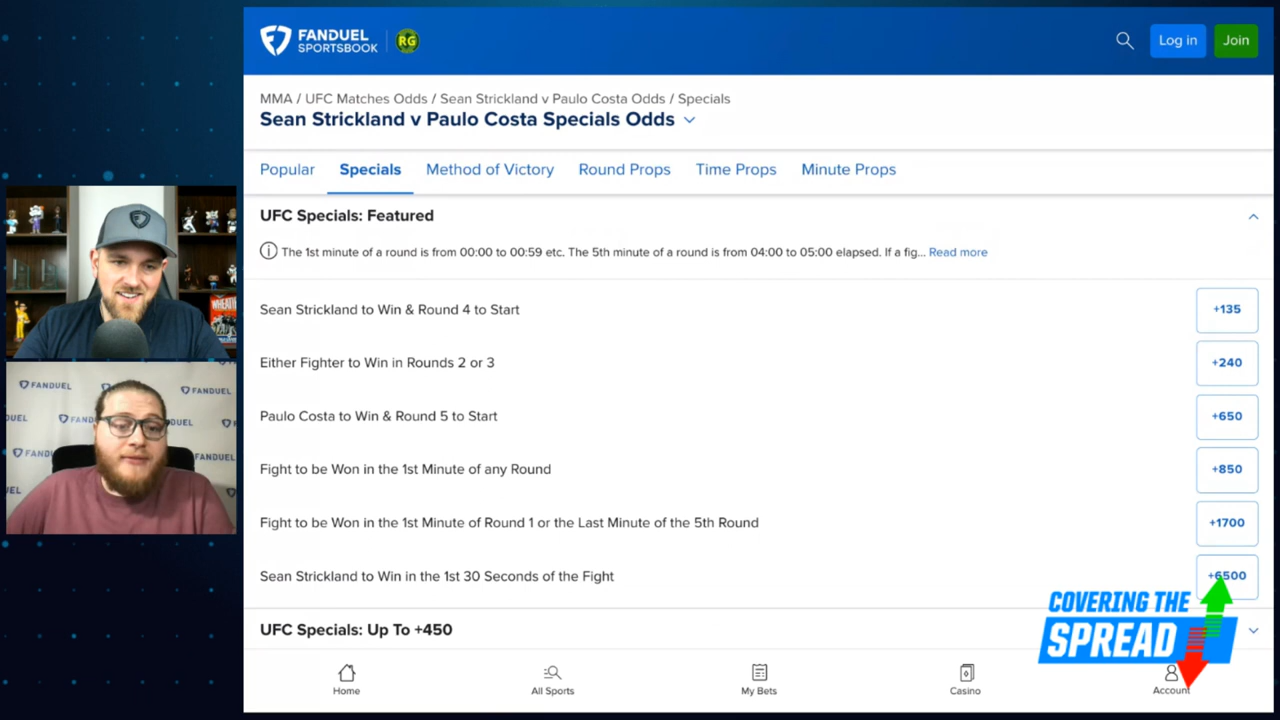 FANDUEL
SPORTSBOOK
RG
Log in
Join
MMA / UFC Matches Odds / Sean Strickland v Paulo Costa Odds / Specials
Sean Strickland v Paulo Costa Specials Odds
Popular
Specials
Method of Victory
Round Props
Time Props
Minute Props
UFC Specials: Featured
The 1st minute of a round is from 00:00 to 00:59 etc. The 5th minute of a round is from 04:00 to 05:00 elapsed. If a fig... Read more
Sean Strickland to Win & Round 4 to Start
+135
Either Fighter to Win in Rounds 2 or 3
+240
Paulo Costa to Win & Round 5 to Start
+650
Fight to be Won in the 1st Minute of any Round
+850
Fight to be Won in the 1st Minute of Round 1 or the Last Minute of the 5th Round
+1700
Sean Strickland to Win in the 1st 30 Seconds of the Fight
+6500
UFC Specials: Up To +450
Home
All Sports
My Bets
Casino
Account
COVERING THE
SPREAD
WHEATIES
FANDUEL
FANDUEL
DUEL
FAND
DUEL
FAND
FANDUEL
UEL